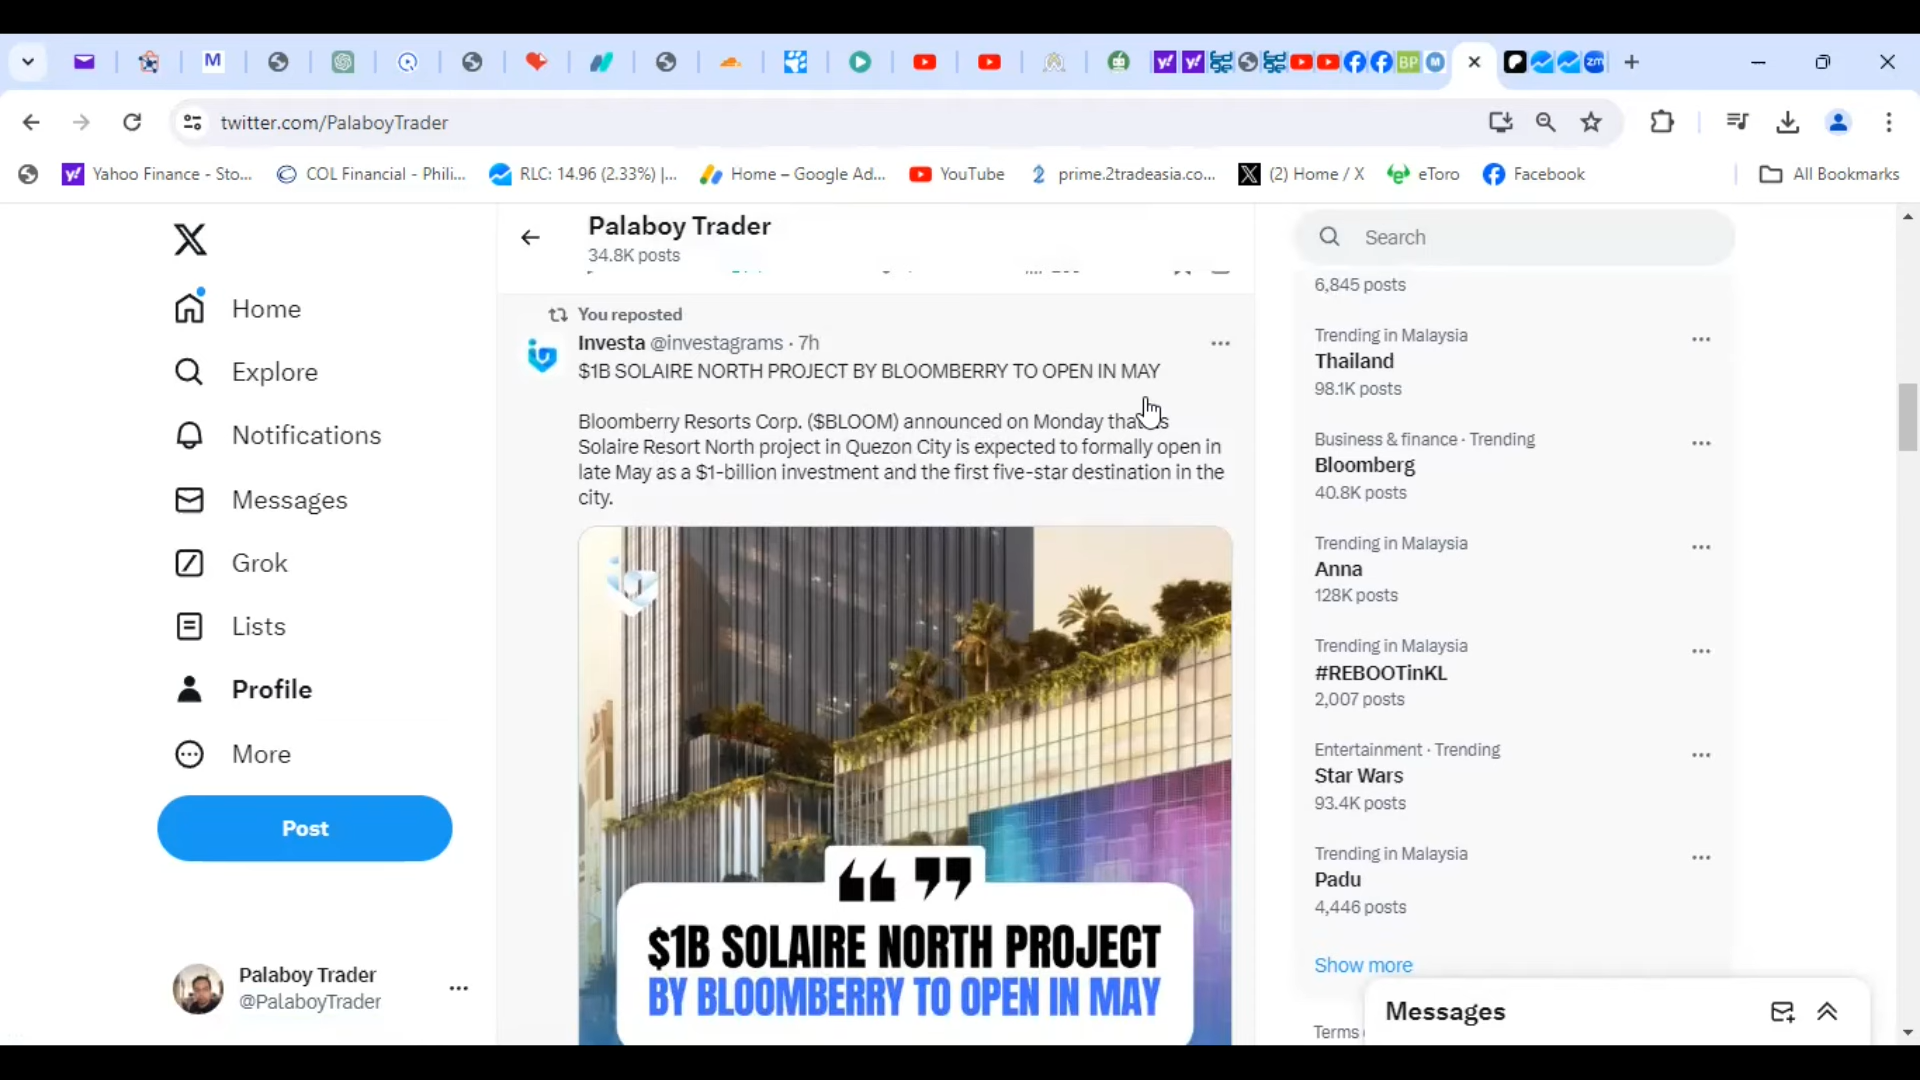 twitter.com/PalaboyTrader
Yahoo Finance - Sto...
COL Financial - Phili...
RLC: 14.96 (2.33%) |...
Home – Google Ad...
YouTube
prime.2tradeasia.co...
(2) Home / X
eToro
Facebook
All Bookmarks
Home
Explore
Notifications
Messages
Grok
Lists
Profile
More
Post
Palaboy Trader
@PalaboyTrader
Palaboy Trader
34.8K posts
You reposted
Investa @investagrams · 7h
$1B SOLAIRE NORTH PROJECT BY BLOOMBERRY TO OPEN IN MAY
Bloomberry Resorts Corp. ($BLOOM) announced on Monday
Solaire Resort North project in Quezon City is expected to formally open in
late May as a $1-billion investment and the first five-star destination in the
city.
$1B SOLAIRE NORTH PROJECT
BY BLOOMBERRY TO OPEN IN MAY
Search
6,845 posts
Trending in Malaysia
Thailand
98.1K posts
Business & finance · Trending
Bloomberg
40.8K posts
Trending in Malaysia
Anna
128K posts
Trending in Malaysia
#REBOOTinKL
2,007 posts
Entertainment · Trending
Star Wars
93.4K posts
Trending in Malaysia
Padu
4,446 posts
Show more
Terms
Messages